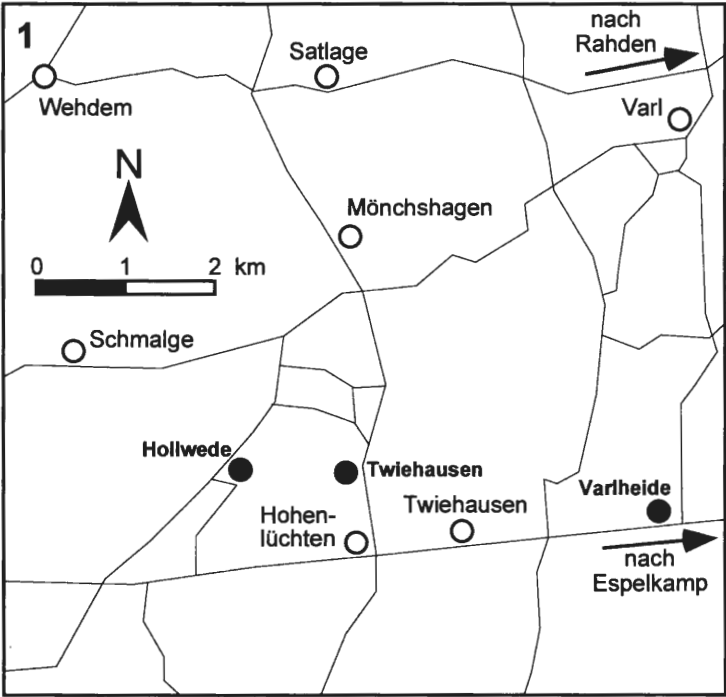 1
nach
Rahden
Satlage
Wehdem
Varl
N
Mönchshagen
0 1 2 km
Schmalge
Hollwede
Twiehausen
Varlheide
Twiehausen
Hohen-
lüchten
nach
Espelkamp